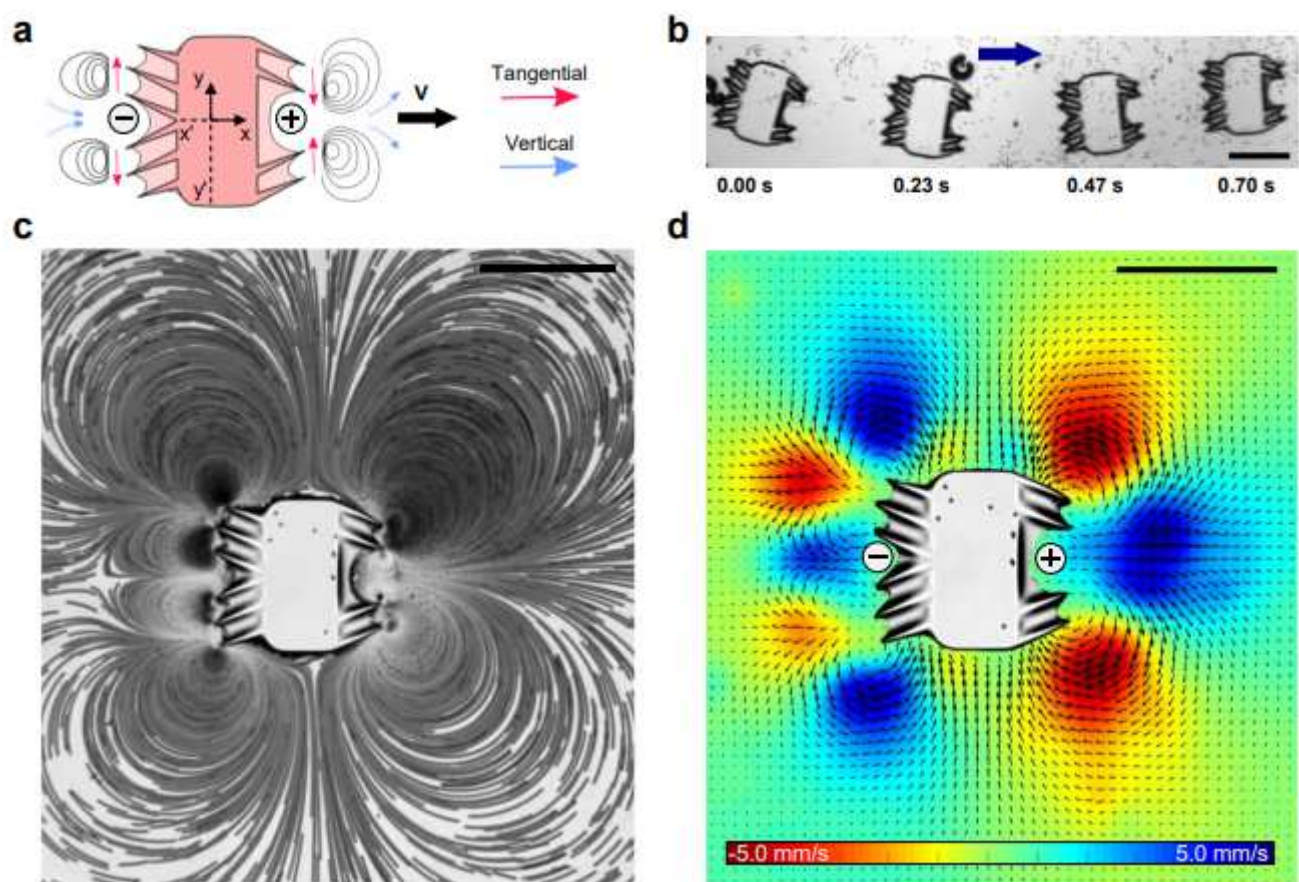 a
−
+
y
x'
x
y'
v
Tangential
Vertical
b
0.00 s
0.23 s
0.47 s
0.70 s
c
d
−
+
-5.0 mm/s
5.0 mm/s